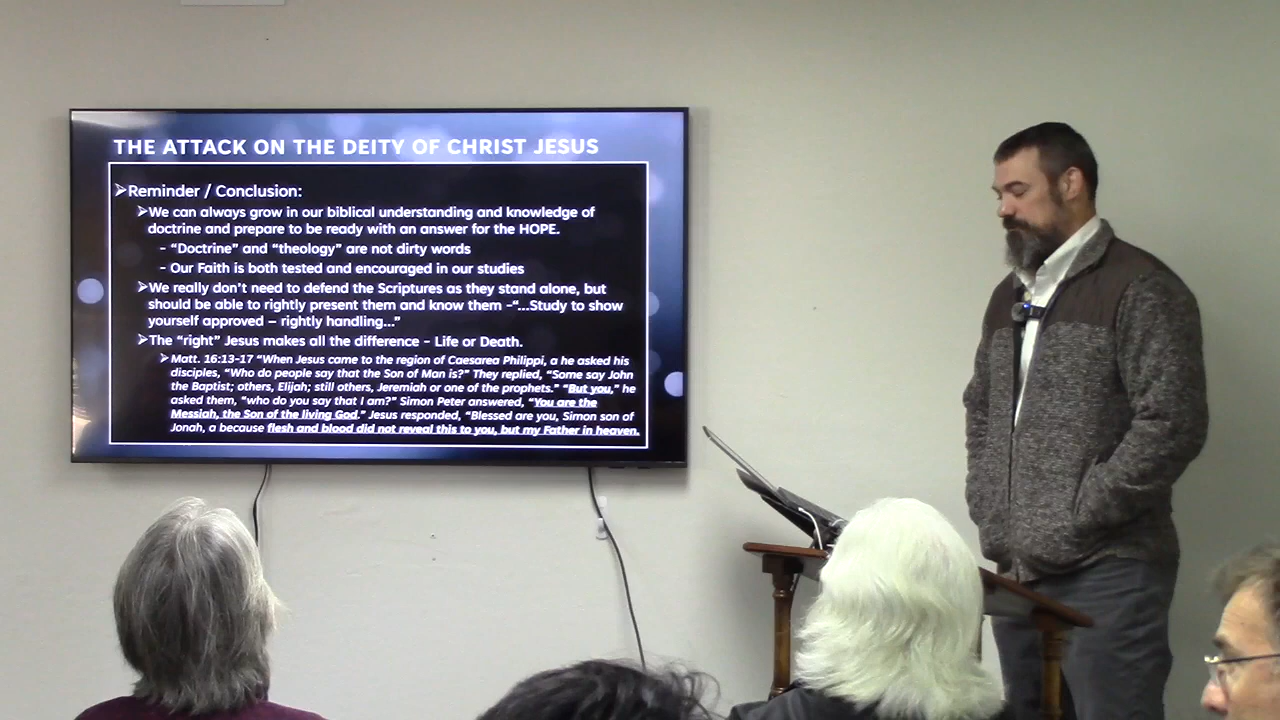 THE ATTACK ON THE DEITY OF CHRIST JESUS
➢Reminder / Conclusion:
➢We can always grow in our biblical understanding and knowledge of
doctrine and prepare to be ready with an answer for the HOPE.
- “Doctrine” and “theology” are not dirty words
- Our Faith is both tested and encouraged in our studies
➢We really don’t need to defend the Scriptures as they stand alone, but
should be able to rightly present them and know them -“...Study to show
yourself approved – rightly handling...”
➢The “right” Jesus makes all the difference - Life or Death.
➢Matt. 16:13-17 “When Jesus came to the region of Caesarea Philippi, a he asked his
disciples, “Who do people say that the Son of Man is?” They replied, “Some say John
the Baptist; others, Elijah; still others, Jeremiah or one of the prophets.” “But you,” he
asked them, “who do you say that I am?” Simon Peter answered, “You are the
Messiah, the Son of the living God.” Jesus responded, “Blessed are you, Simon son of
Jonah, a because flesh and blood did not reveal this to you, but my Father in heaven.